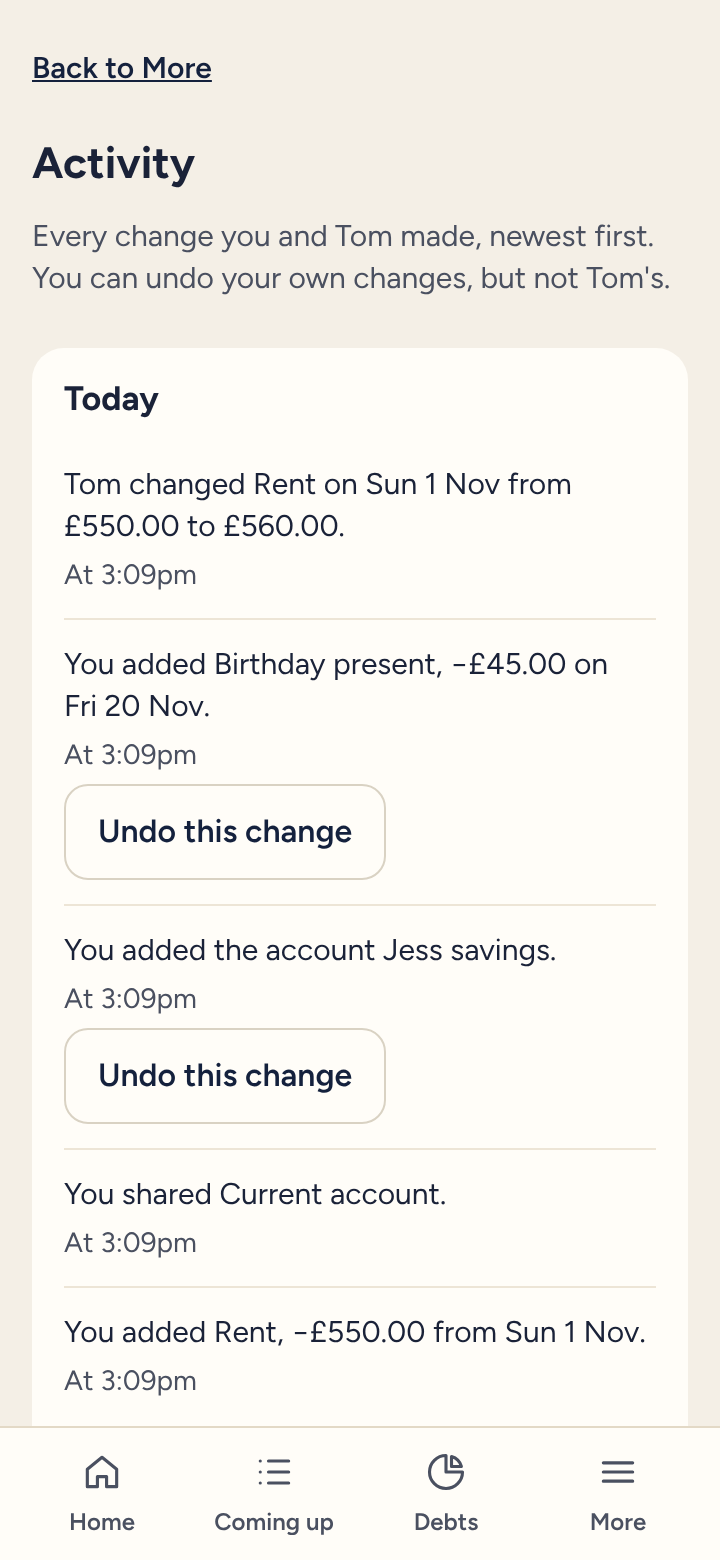 Back to More
Activity
Every change you and Tom made, newest first.
You can undo your own changes, but not Tom's.
Today
Tom changed Rent on Sun 1 Nov from
£550.00 to £560.00.
At 3:09pm
You added Birthday present, −£45.00 on
Fri 20 Nov.
At 3:09pm
Undo this change
You added the account Jess savings.
At 3:09pm
Undo this change
You shared Current account.
At 3:09pm
You added Rent, −£550.00 from Sun 1 Nov.
At 3:09pm
Home
Coming up
Debts
More